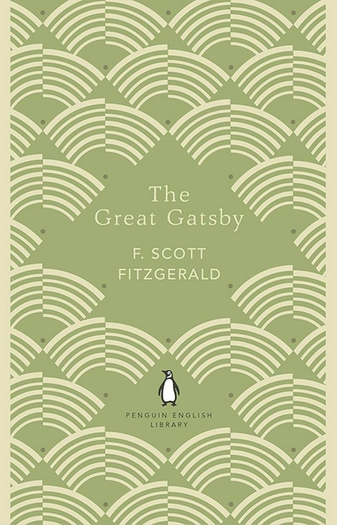 The
Great Gatsby
F. SCOTT
FITZGERALD
PENGUIN ENGLISH
LIBRARY